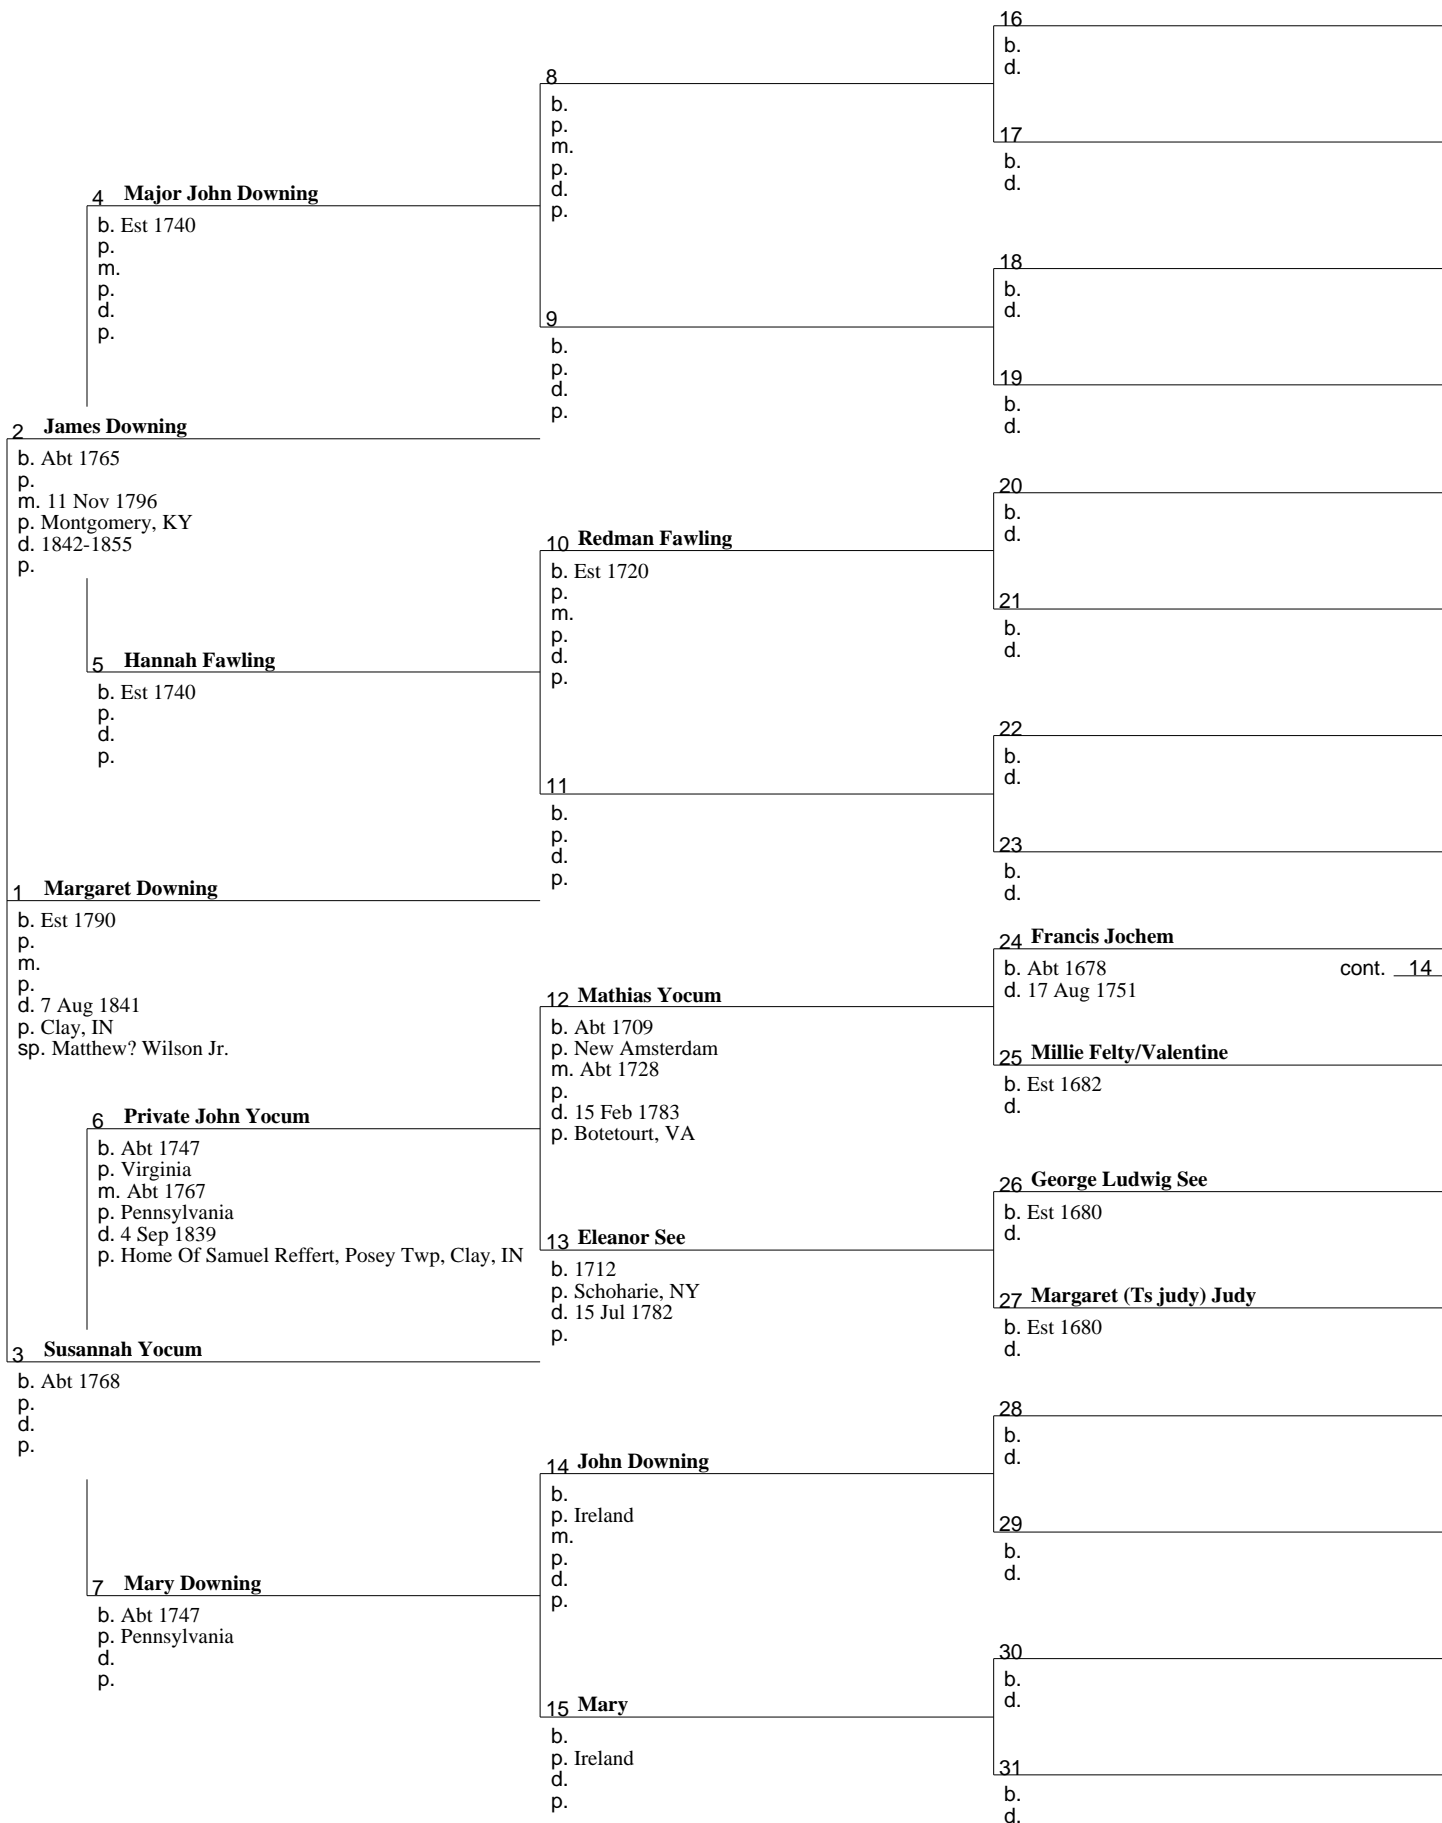 16
b.
d.
8
b.
p.
m.
p.
d.
p.
17
b.
d.
4 Major John Downing
b. Est 1740
p.
m.
p.
d.
p.
18
b.
d.
9
b.
p.
d.
p.
19
b.
d.
2 James Downing
b. Abt 1765
p.
m. 11 Nov 1796
p. Montgomery, KY
d. 1842-1855
p.
20
b.
d.
10 Redman Fawling
b. Est 1720
p.
m.
p.
d.
p.
21
b.
d.
5 Hannah Fawling
b. Est 1740
p.
d.
p.
22
b.
d.
11
b.
p.
d.
p.
23
b.
d.
1 Margaret Downing
b. Est 1790
p.
m.
p.
d. 7 Aug 1841
p. Clay, IN
sp. Matthew? Wilson Jr.
24 Francis Jochem
b. Abt 1678 cont. 14
d. 17 Aug 1751
12 Mathias Yocum
b. Abt 1709
p. New Amsterdam
m. Abt 1728
p.
d. 15 Feb 1783
p. Botetourt, VA
25 Millie Felty/Valentine
b. Est 1682
d.
6 Private John Yocum
b. Abt 1747
p. Virginia
m. Abt 1767
p. Pennsylvania
d. 4 Sep 1839
p. Home Of Samuel Reffert, Posey Twp, Clay, IN
26 George Ludwig See
b. Est 1680
d.
13 Eleanor See
b. 1712
p. Schoharie, NY
d. 15 Jul 1782
p.
27 Margaret (Ts judy) Judy
b. Est 1680
d.
3 Susannah Yocum
b. Abt 1768
p.
d.
p.
28
b.
d.
14 John Downing
b.
p. Ireland
m.
p.
d.
p.
29
b.
d.
7 Mary Downing
b. Abt 1747
p. Pennsylvania
d.
p.
30
b.
d.
15 Mary
b.
p. Ireland
d.
p.
31
b.
d.